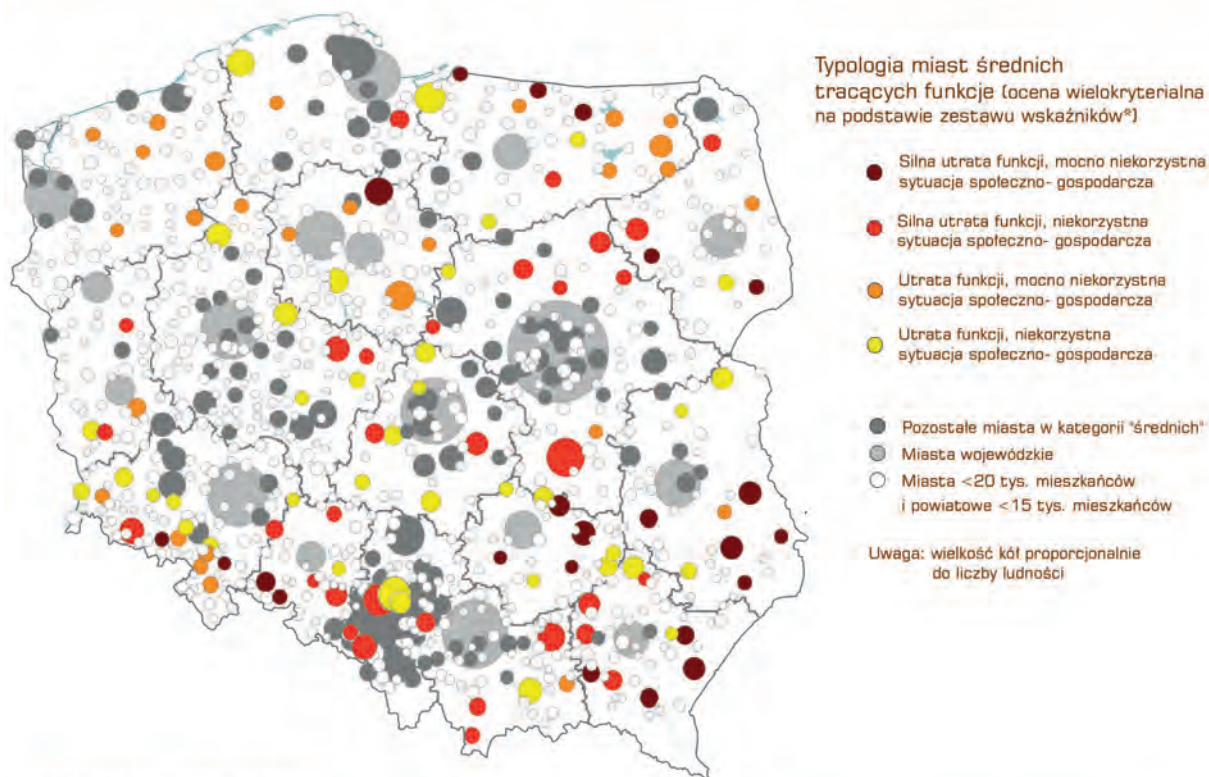 Typologia miast średnich
tracących funkcje (ocena wielokryterialna
na podstawie zestawu wskaźników*)
Silna utrata funkcji, mocno niekorzystna
sytuacja społeczno- gospodarcza
Silna utrata funkcji, niekorzystna
sytuacja społeczno- gospodarcza
Utrata funkcji, mocno niekorzystna
sytuacja społeczno- gospodarcza
Utrata funkcji, niekorzystna
sytuacja społeczno- gospodarcza
Pozostałe miasta w kategorii "średnich"
Miasta wojewódzkie
Miasta <20 tys. mieszkańców
i powiatowe <15 tys. mieszkańców
Uwaga: wielkość kół proporcjonalnie
do liczby ludności